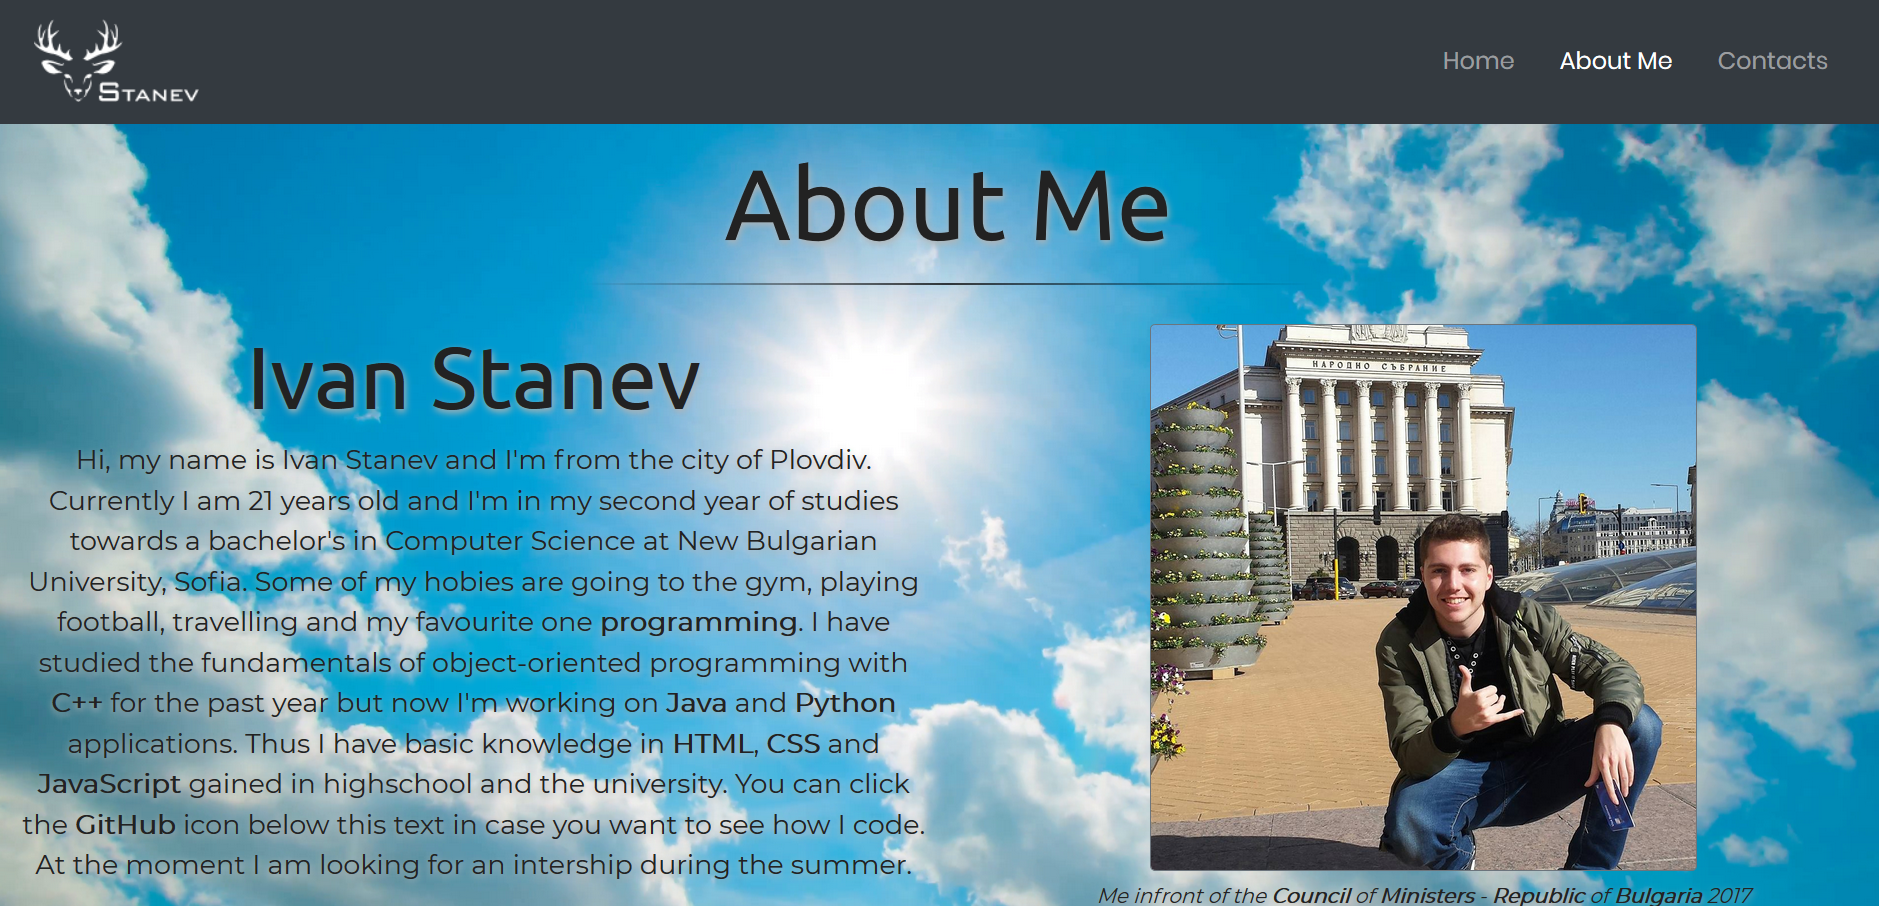 STANEV
Home
About Me
Contacts
About Me
Ivan Stanev
Hi, my name is Ivan Stanev and I'm from the city of Plovdiv.
Currently I am 21 years old and I'm in my second year of studies
towards a bachelor's in Computer Science at New Bulgarian
University, Sofia. Some of my hobies are going to the gym, playing
football, travelling and my favourite one programming. I have
studied the fundamentals of object-oriented programming with
C++ for the past year but now I'm working on Java and Python
applications. Thus I have basic knowledge in HTML, CSS and
JavaScript gained in highschool and the university. You can click
the GitHub icon below this text in case you want to see how I code.
At the moment I am looking for an intership during the summer.
НАРОДНО СЪБРАНИЕ
Me infront of the Council of Ministers - Republic of Bulgaria 2017